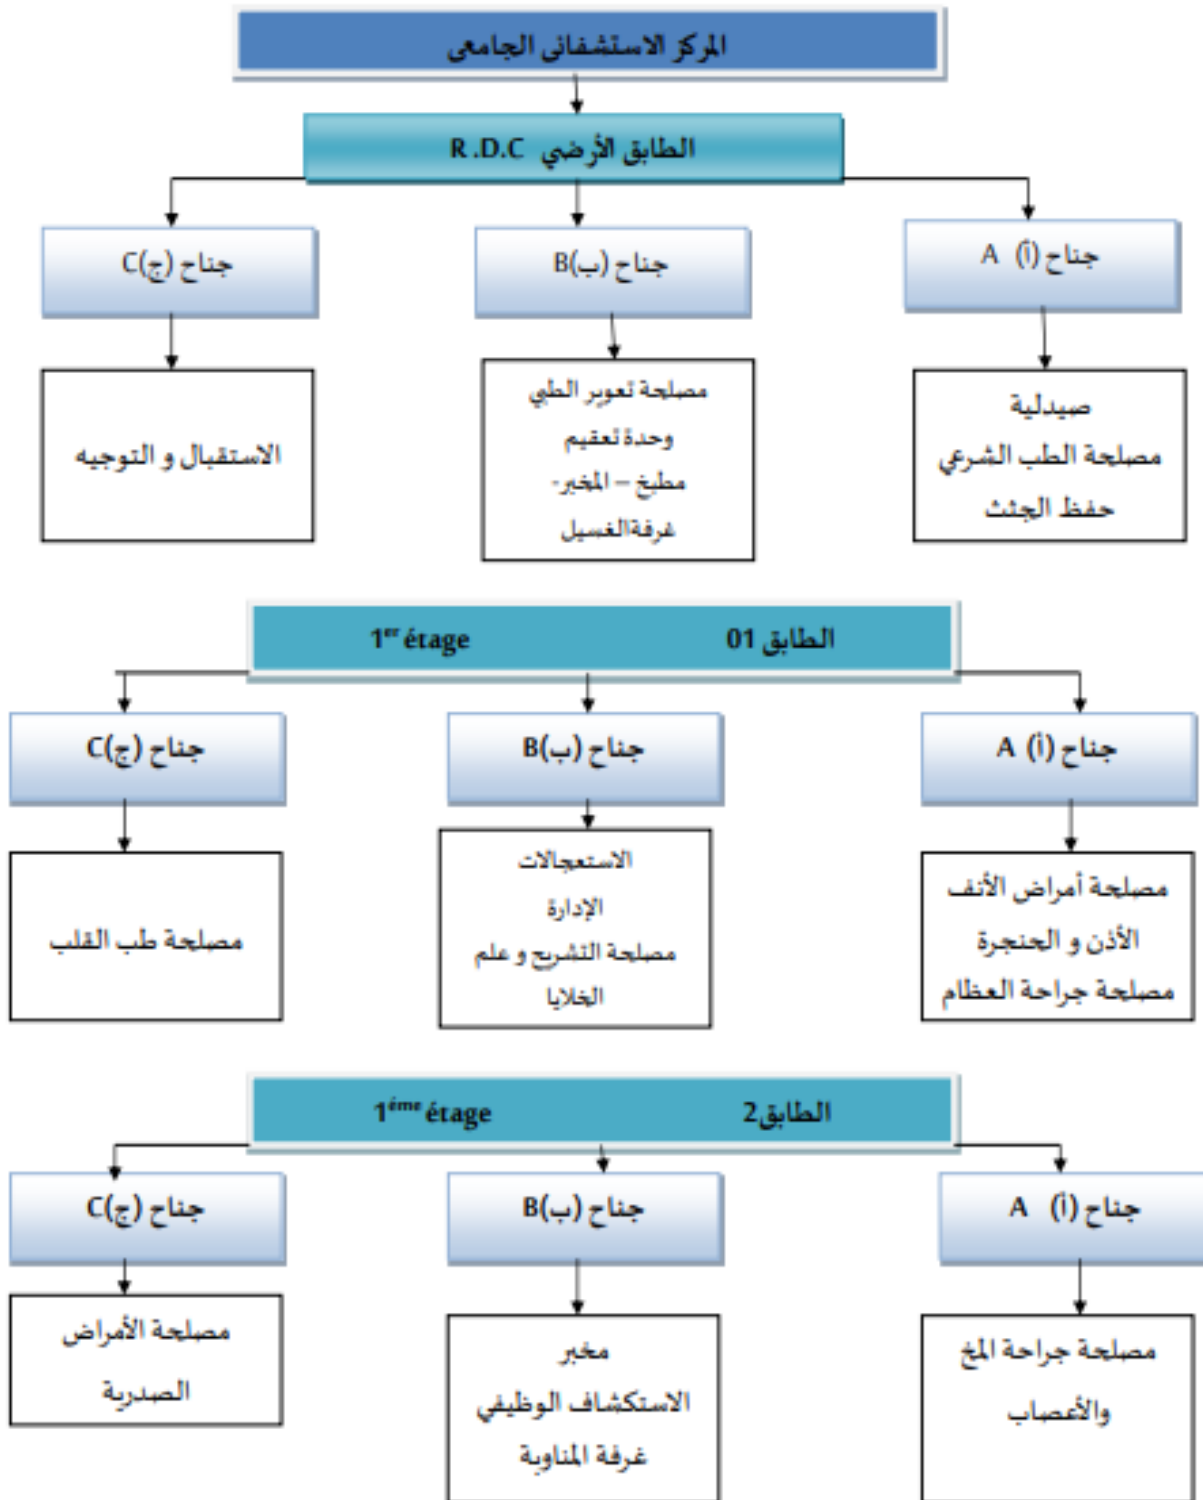 المركز الاستشفائي الجامعي
الطابق الأرضي R.D.C
جناح (أ) A
جناح (ب)B
جناح (ج)C
صيدلية
مصلحة الطب الشرعي
حفظ الجثث
مصلحة تعوير الطبي
وحدة تعقيم
مطبخ – المخبر-
غرفةالغسيل
الاستقبال و التوجيه
الطابق 01 1er étage
جناح (أ) A
جناح (ب)B
جناح (ج)C
مصلحة أمراض الأنف
الأذن و الحنجرة
مصلحة جراحة العظام
الاستعجالات
الإدارة
مصلحة التشريح و علم
الخلايا
مصلحة طب القلب
الطابق2 1éme étage
جناح (أ) A
جناح (ب)B
جناح (ج)C
مصلحة جراحة المخ
والأعصاب
مخبر
الاستكشاف الوظيفي
غرفة المناوبة
مصلحة الأمراض
الصدرية